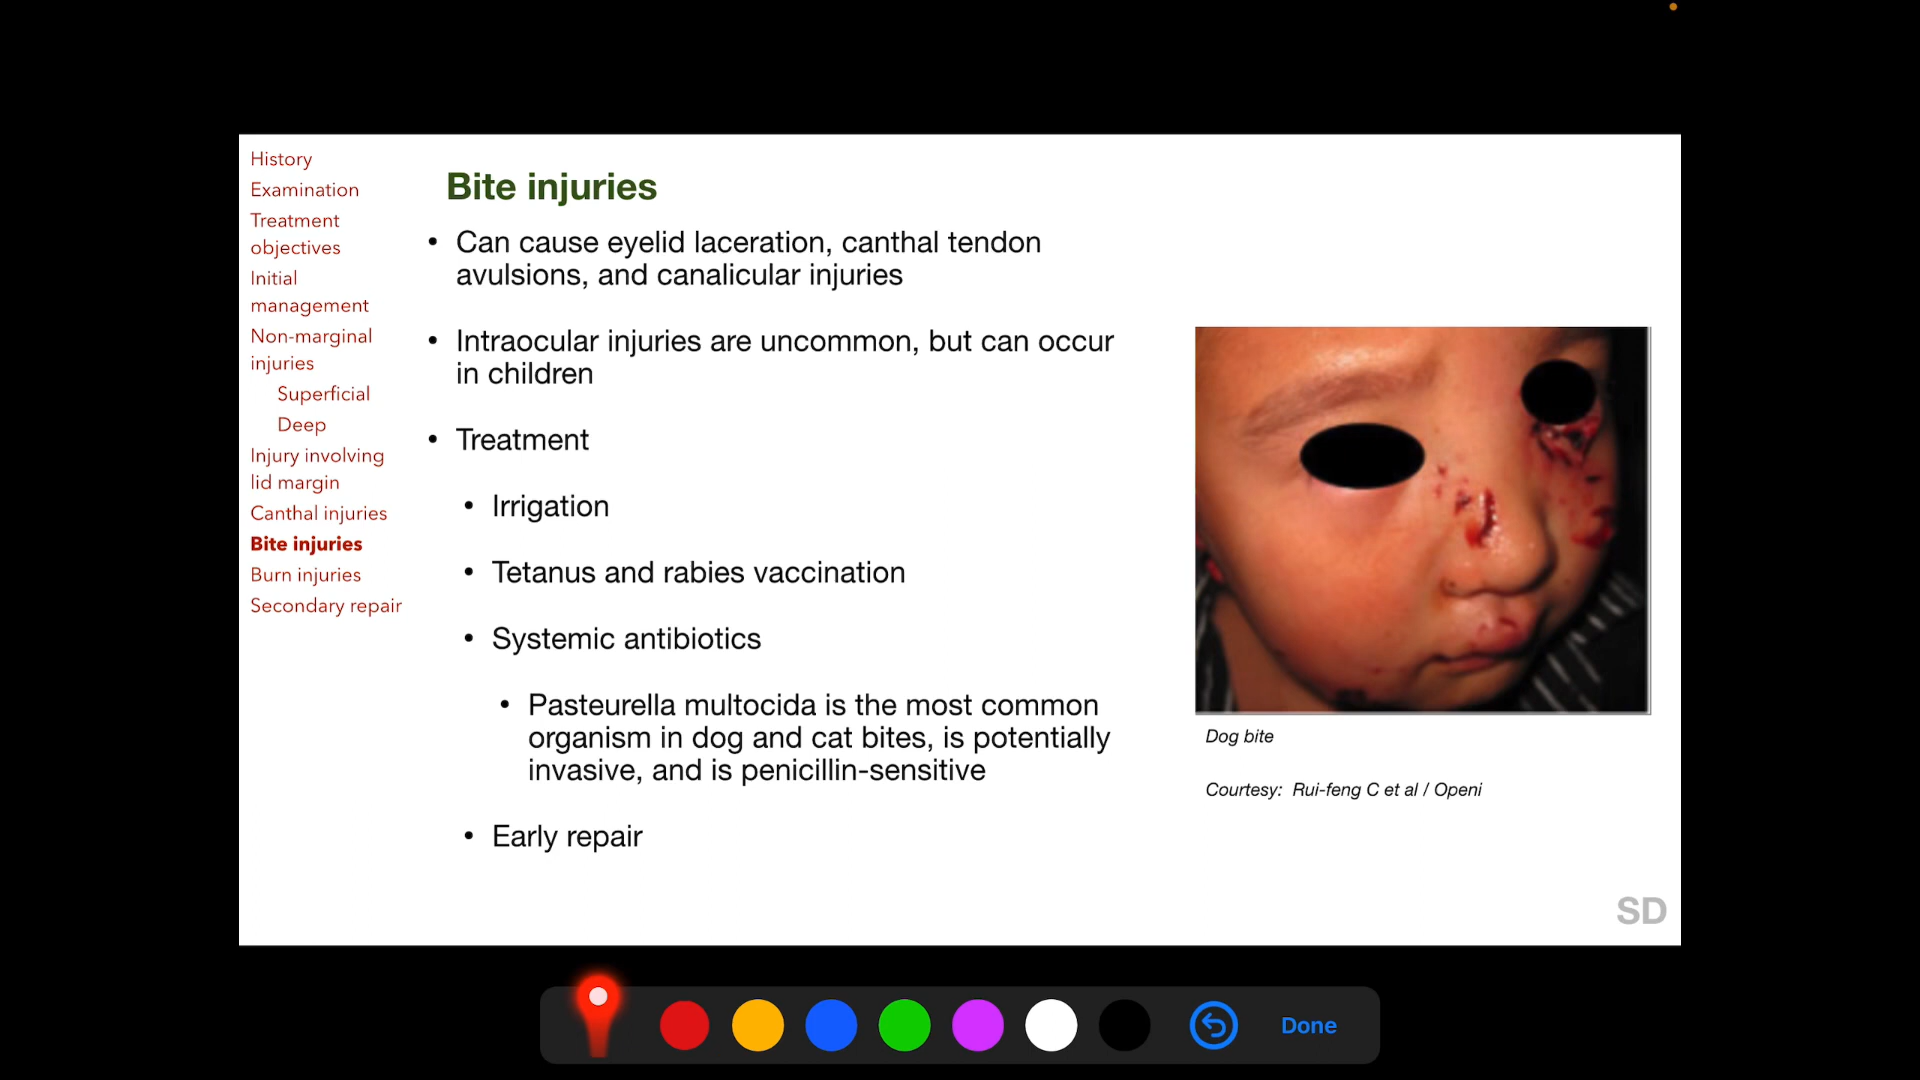 History
Examination
Treatment
objectives
Initial
management
Non-marginal
injuries
Superficial
Deep
Injury involving
lid margin
Canthal injuries
Bite injuries
Burn injuries
Secondary repair
Bite injuries
• Can cause eyelid laceration, canthal tendon
avulsions, and canalicular injuries
• Intraocular injuries are uncommon, but can occur
in children
• Treatment
• Irrigation
• Tetanus and rabies vaccination
• Systemic antibiotics
• Pasteurella multocida is the most common
organism in dog and cat bites, is potentially
invasive, and is penicillin-sensitive
• Early repair
Dog bite
Courtesy: Rui-feng C et al / Openi
SD
Done